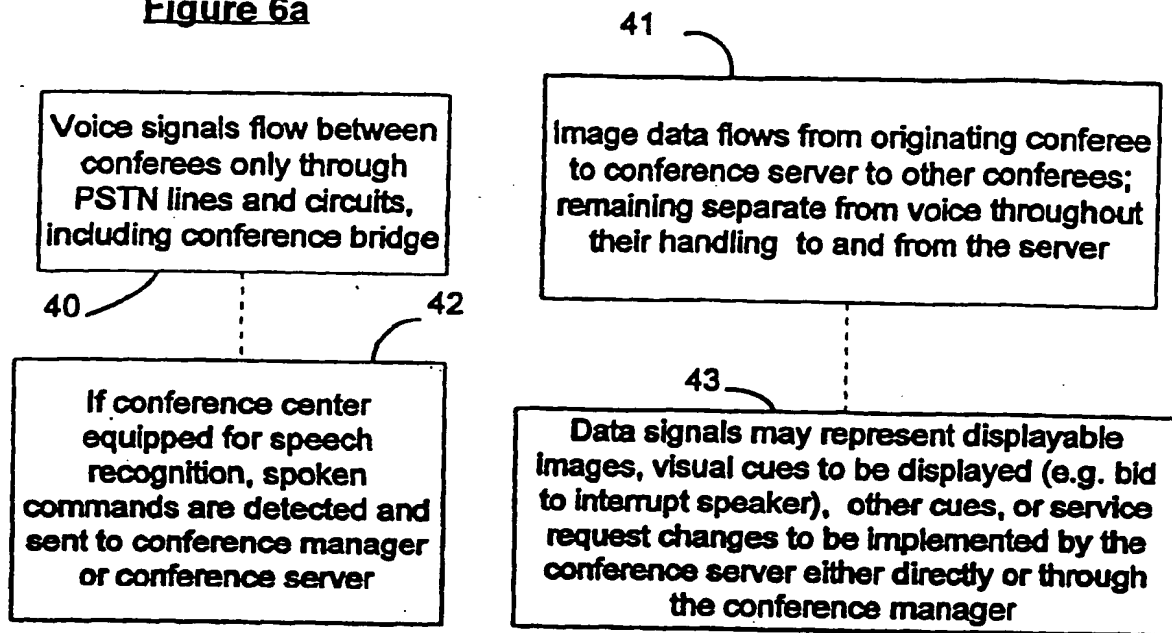 Figure 6a
41
Voice signals flow between
conferees only through
PSTN lines and circuits,
including conference bridge
Image data flows from originating conferee
to conference server to other conferees;
remaining separate from voice throughout
their handling to and from the server
40
42
If conference center
equipped for speech
recognition, spoken
commands are detected and
sent to conference manager
or conference server
43
Data signals may represent displayable
images, visual cues to be displayed (e.g. bid
to interrupt speaker), other cues, or service
request changes to be implemented by the
conference server either directly or through
the conference manager